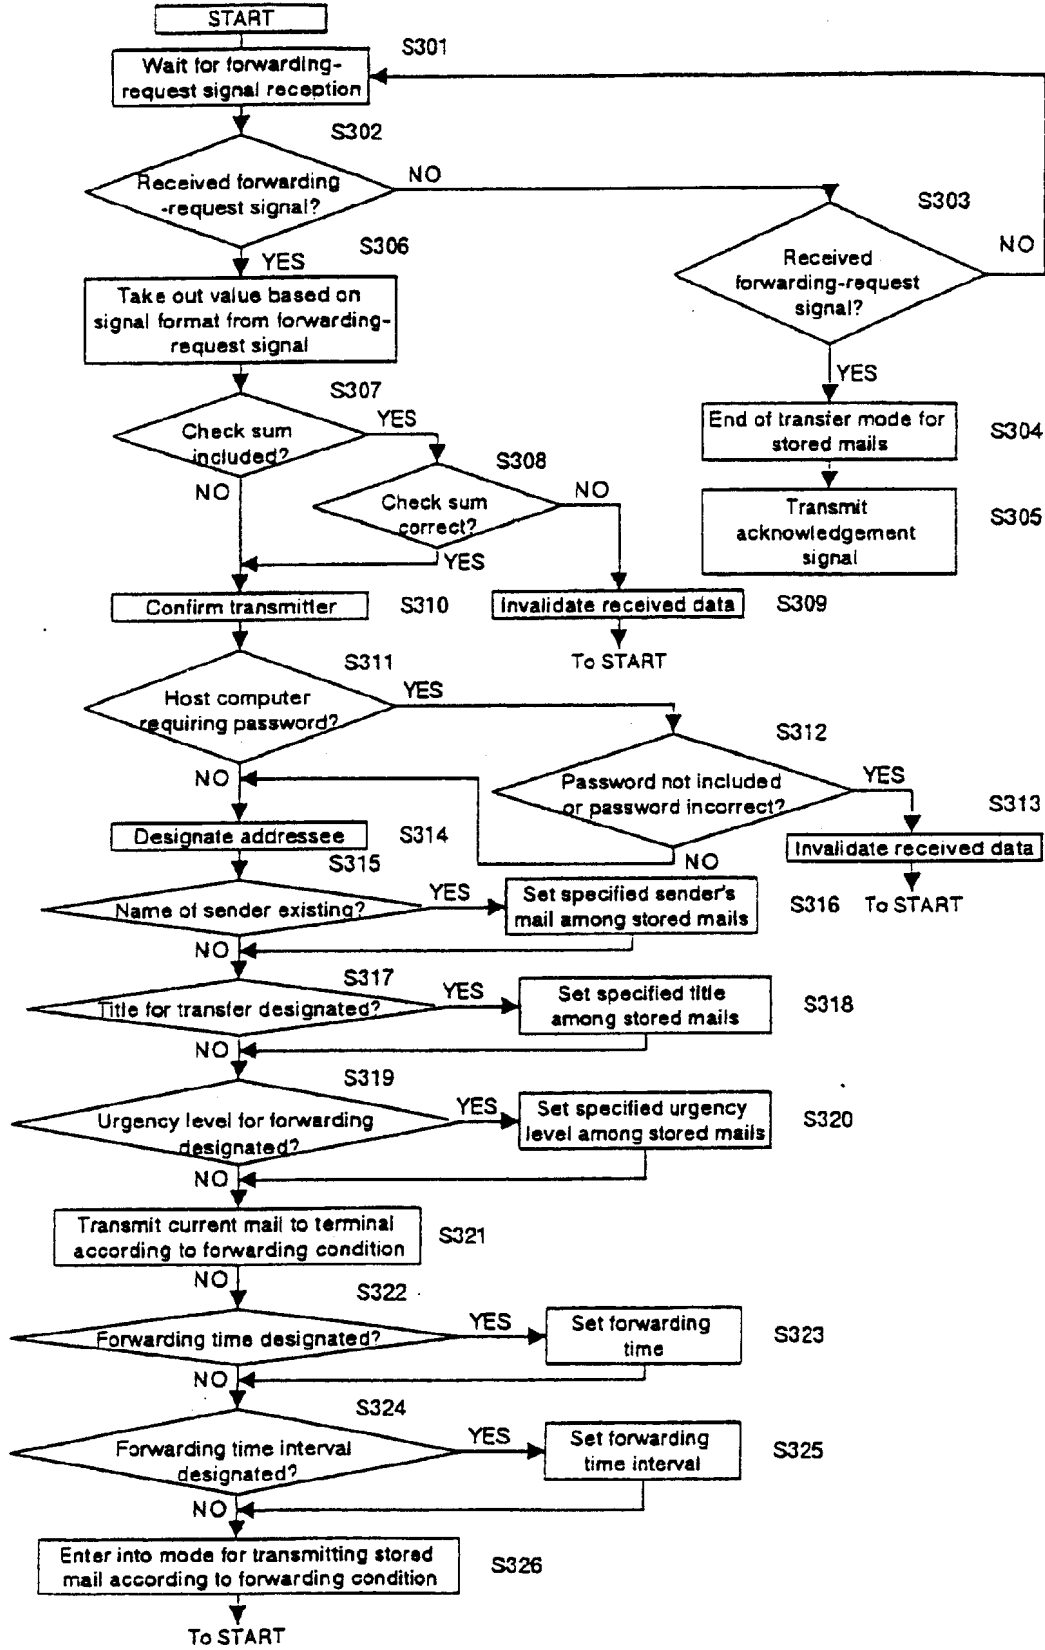 START
S301
Wait for forwarding-
request signal reception
S302
Received forwarding
-request signal?
NO
S303
Received
forwarding-request
signal?
NO
S306
YES
Take out value based on
signal format from forwarding-
request signal
YES
End of transfer mode for
stored mails
S304
Transmit
acknowledgement
signal
S305
S307
Check sum
included?
YES
NO
S308
Check sum
correct?
NO
YES
Confirm transmitter
S310
Invalidate received data
S309
To START
S311
Host computer
requiring password?
YES
NO
S312
Password not included
or password incorrect?
YES
NO
S313
Invalidate received data
To START
Designate addressee
S314
S315
Name of sender existing?
YES
Set specified sender's
mail among stored mails
S316
NO
S317
Title for transfer designated?
YES
Set specified title
among stored mails
S318
NO
S319
Urgency level for forwarding
designated?
YES
Set specified urgency
level among stored mails
S320
NO
Transmit current mail to terminal
according to forwarding condition
S321
NO
S322
Forwarding time designated?
YES
Set forwarding
time
S323
NO
S324
Forwarding time interval
designated?
YES
Set forwarding
time interval
S325
NO
Enter into mode for transmitting stored
mail according to forwarding condition
S326
To START